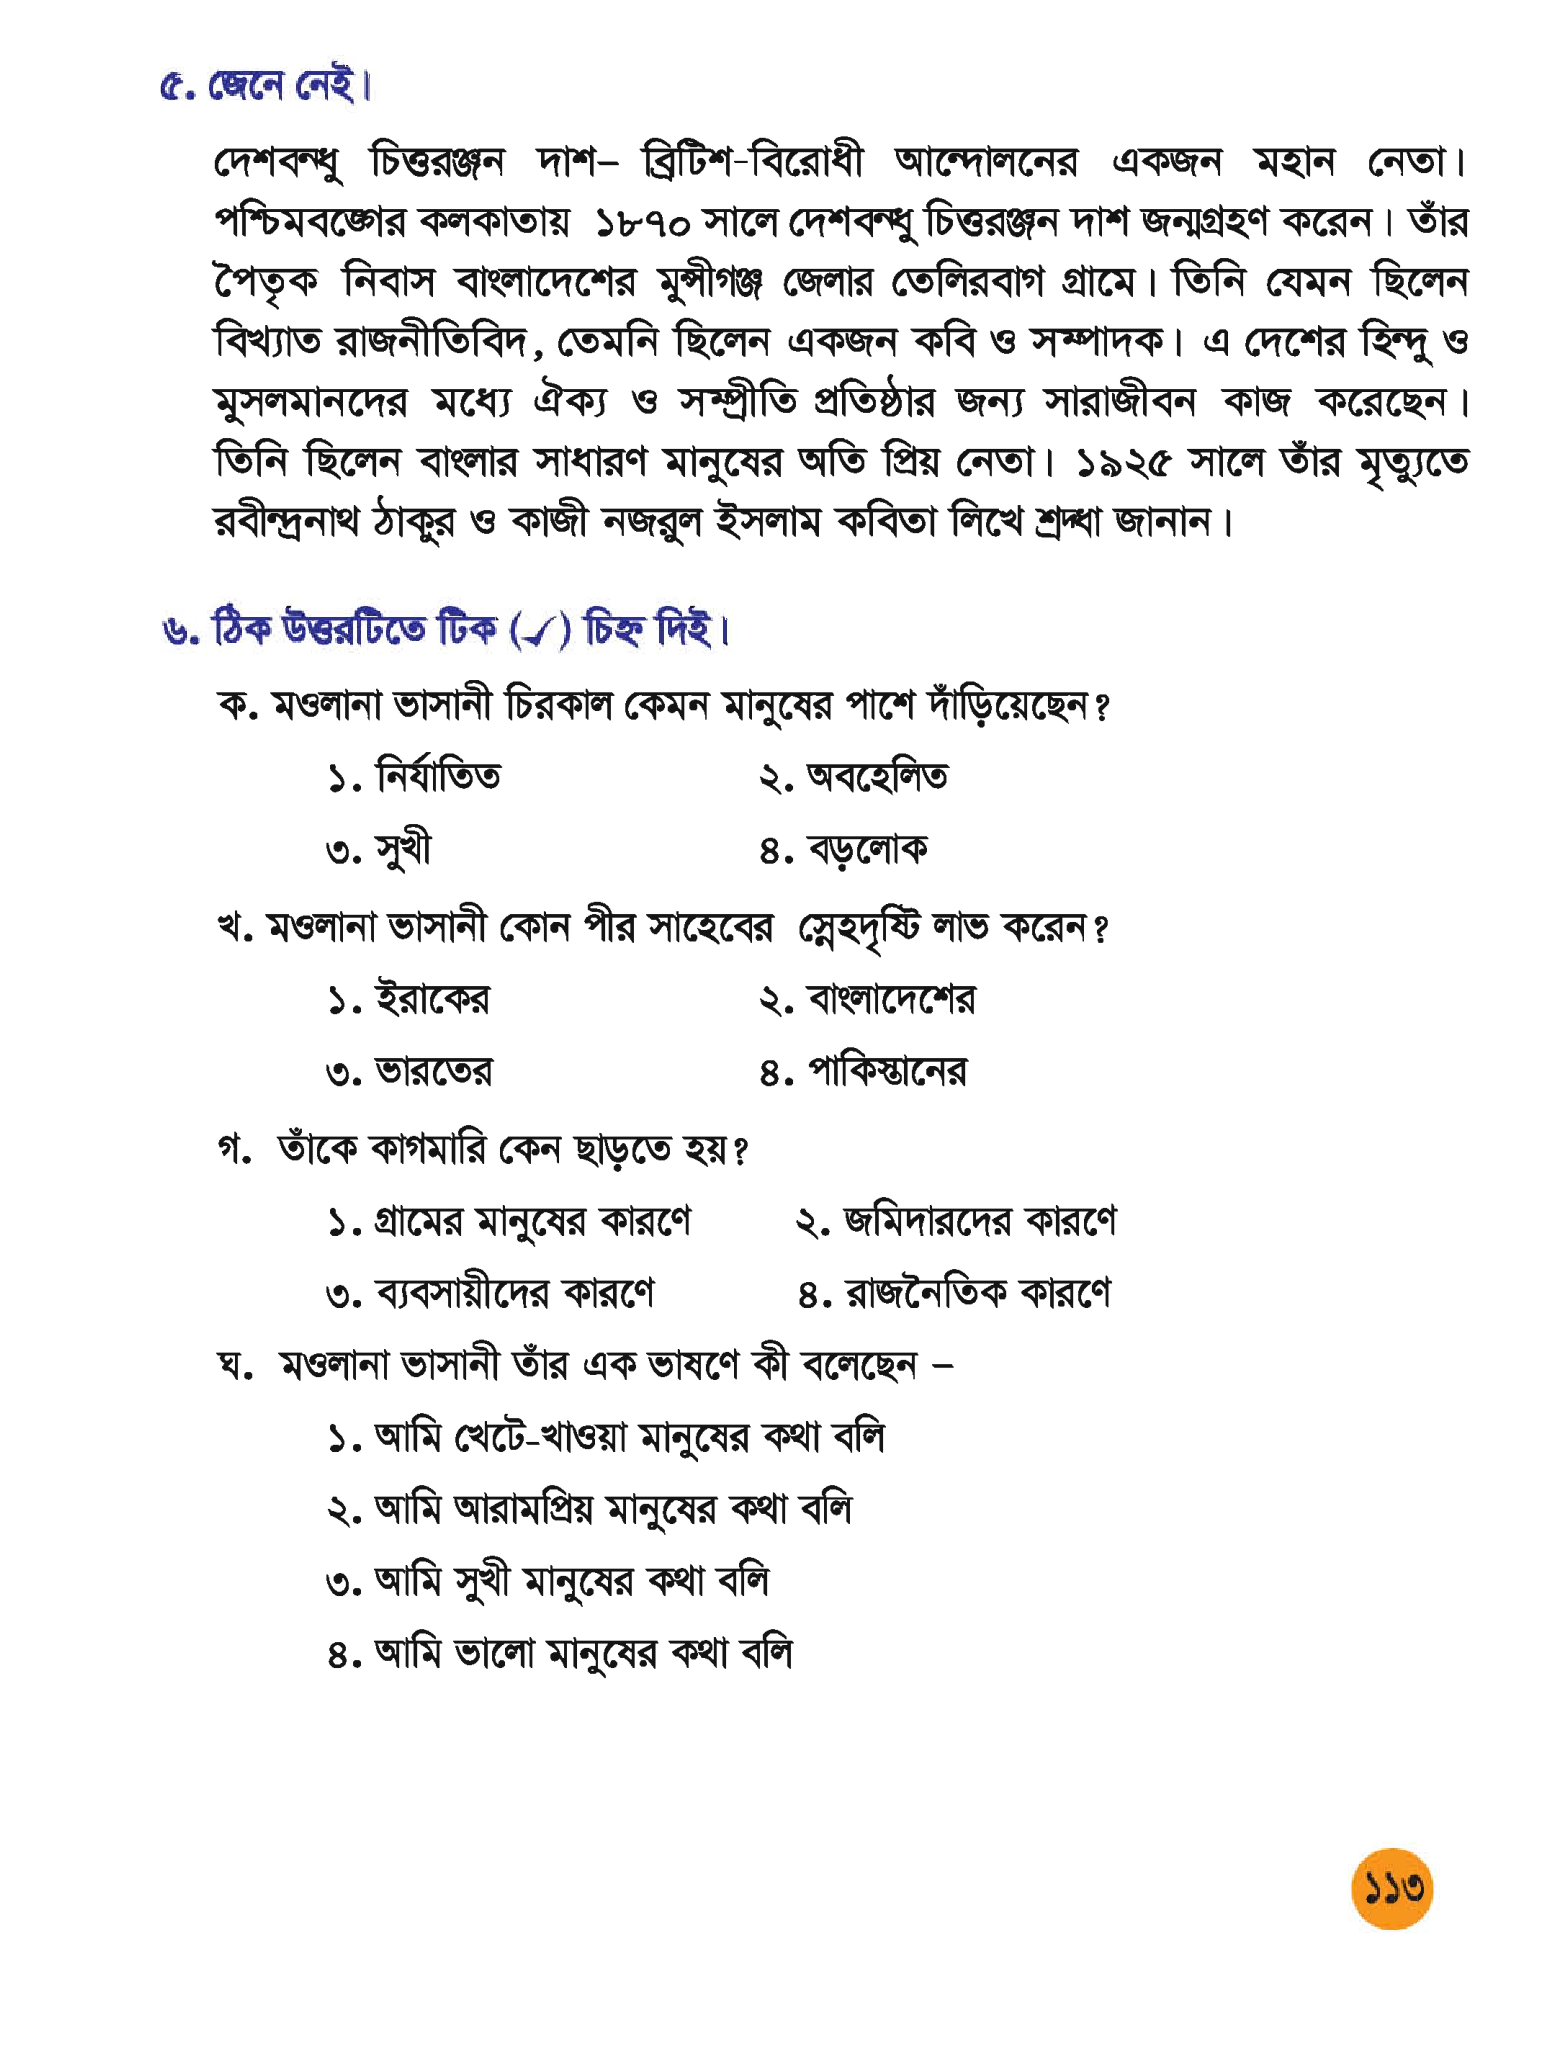 ৫. জেনে নেই।
দেশবন্ধু চিত্তরঞ্জন দাশ– ব্রিটিশ-বিরোধী আন্দোলনের একজন মহান নেতা।
পশ্চিমবঙ্গের কলকাতায় ১৮৭০ সালে দেশবন্ধু চিত্তরঞ্জন দাশ জন্মগ্রহণ করেন। তাঁর
পৈতৃক নিবাস বাংলাদেশের মুন্সীগঞ্জ জেলার তেলিরবাগ গ্রামে। তিনি যেমন ছিলেন
বিখ্যাত রাজনীতিবিদ, তেমনি ছিলেন একজন কবি ও সম্পাদক। এ দেশের হিন্দু ও
মুসলমানদের মধ্যে ঐক্য ও সম্প্রীতি প্রতিষ্ঠার জন্য সারাজীবন কাজ করেছেন।
তিনি ছিলেন বাংলার সাধারণ মানুষের অতি প্রিয় নেতা। ১৯২৫ সালে তাঁর মৃত্যুতে
রবীন্দ্রনাথ ঠাকুর ও কাজী নজরুল ইসলাম কবিতা লিখে শ্রদ্ধা জানান।
৬. ঠিক উত্তরটিতে টিক (✓) চিহ্ন দিই।
ক. মওলানা ভাসানী চিরকাল কেমন মানুষের পাশে দাঁড়িয়েছেন?
১. নির্যাতিত ২. অবহেলিত
৩. সুখী ৪. বড়লোক
খ. মওলানা ভাসানী কোন পীর সাহেবের স্নেহদৃষ্টি লাভ করেন?
১. ইরাকের ২. বাংলাদেশের
৩. ভারতের ৪. পাকিস্তানের
গ. তাঁকে কাগমারি কেন ছাড়তে হয়?
১. গ্রামের মানুষের কারণে ২. জমিদারদের কারণে
৩. ব্যবসায়ীদের কারণে ৪. রাজনৈতিক কারণে
ঘ. মওলানা ভাসানী তাঁর এক ভাষণে কী বলেছেন –
১. আমি খেটে-খাওয়া মানুষের কথা বলি
২. আমি আরামপ্রিয় মানুষের কথা বলি
৩. আমি সুখী মানুষের কথা বলি
৪. আমি ভালো মানুষের কথা বলি
১১৩